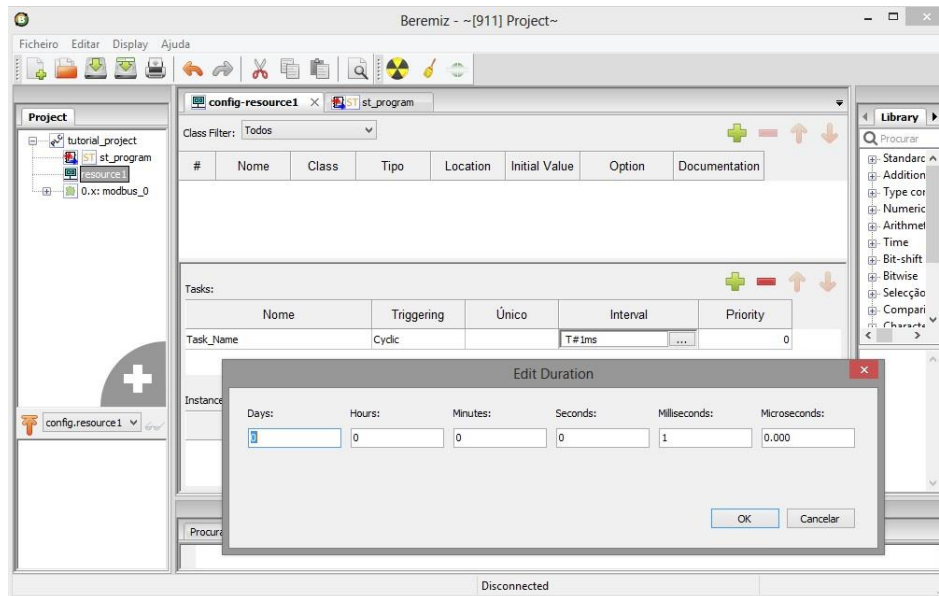 Beremiz - ~[911] Project~
Ficheiro Editar Display Ajuda
config-resource1 ST st_program
Project
tutorial_project
ST st_program
resource1
0.x: modbus_0
Class Filter: Todos
# Nome Class Tipo Location Initial Value Option Documentation
Library
Procurar
Standard
Addition
Type cor
Numeric
Arithmet
Time
Bit-shift
Bitwise
Selecção
Compari
Characte
Tasks:
Nome Triggering Único Interval Priority
Task_Name Cyclic T#1ms ... 0
Edit Duration
Instance
config.resource1
Days: Hours: Minutes: Seconds: Milliseconds: Microseconds:
0 0 0 0 1 0.000
OK Cancelar
Procura
Disconnected